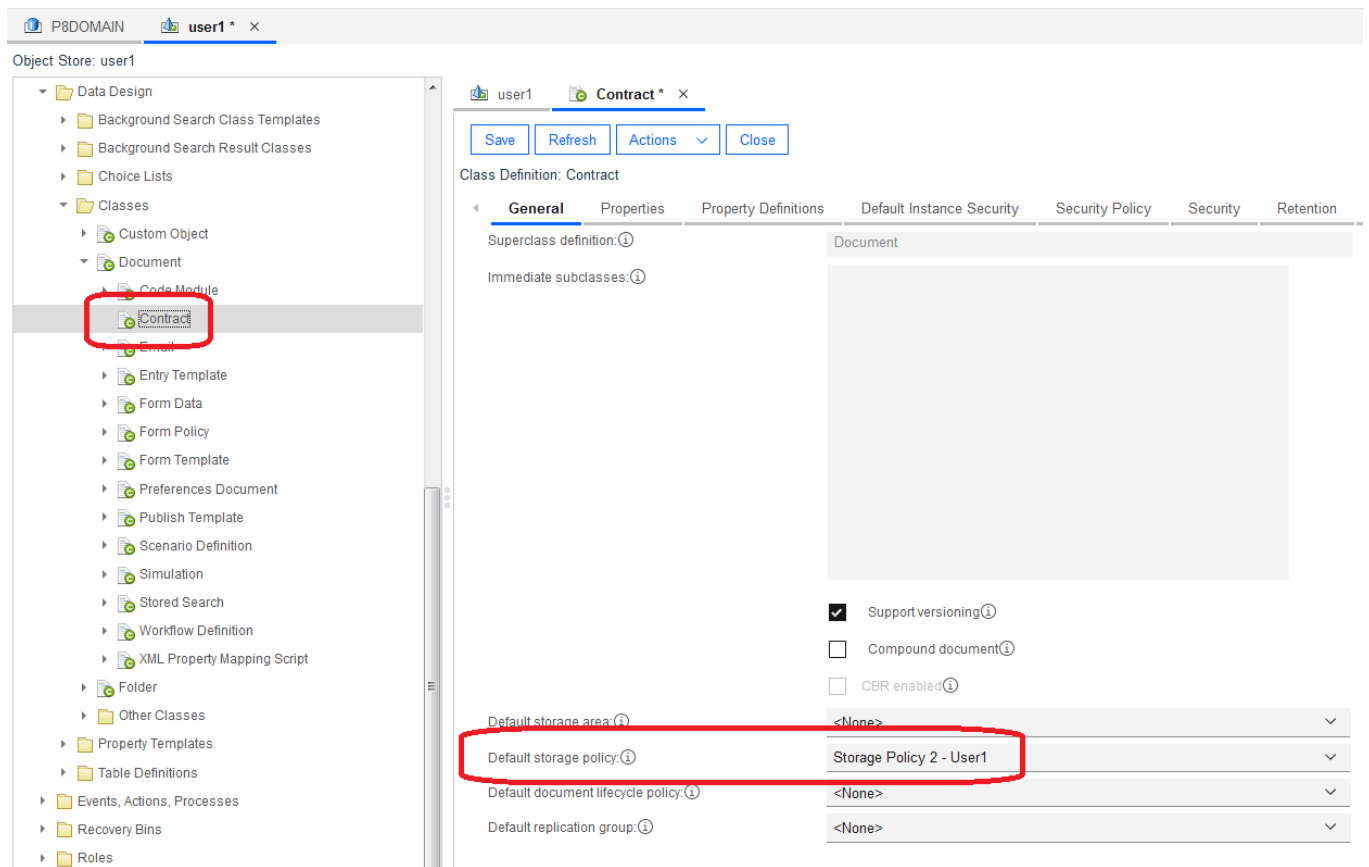 P8DOMAIN
user1 *
Object Store: user1
Data Design
Background Search Class Templates
Background Search Result Classes
Choice Lists
Classes
Custom Object
Document
Code Module
Contract
Email
Entry Template
Form Data
Form Policy
Form Template
Preferences Document
Publish Template
Scenario Definition
Simulation
Stored Search
Workflow Definition
XML Property Mapping Script
Folder
Other Classes
Property Templates
Table Definitions
Events, Actions, Processes
Recovery Bins
Roles
user1
Contract *
Save Refresh Actions Close
Class Definition: Contract
General Properties Property Definitions Default Instance Security Security Policy Security Retention
Superclass definition: Document
Immediate subclasses:
Support versioning
Compound document
CBR enabled
Default storage area: <None>
Default storage policy: Storage Policy 2 - User1
Default document lifecycle policy: <None>
Default replication group: <None>